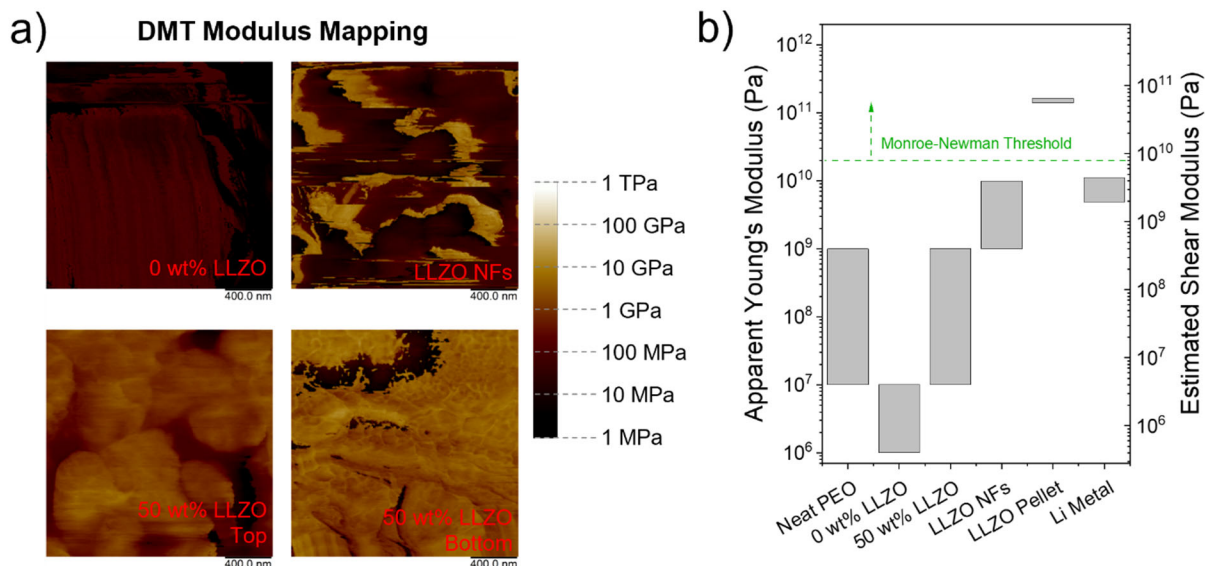 a)
DMT Modulus Mapping
0 wt% LLZO
400.0 nm
LLZO NFs
400.0 nm
50 wt% LLZO
Top
400.0 nm
50 wt% LLZO
Bottom
400.0 nm
1 TPa
100 GPa
10 GPa
1 GPa
100 MPa
10 MPa
1 MPa
b)
Apparent Young's Modulus (Pa)
10¹²
10¹¹
10¹⁰
10⁹
10⁸
10⁷
10⁶
Monroe-Newman Threshold
10¹¹
10¹⁰
10⁹
10⁸
10⁷
10⁶
Estimated Shear Modulus (Pa)
Neat PEO
0 wt% LLZO
50 wt% LLZO
LLZO NFs
LLZO Pellet
Li Metal